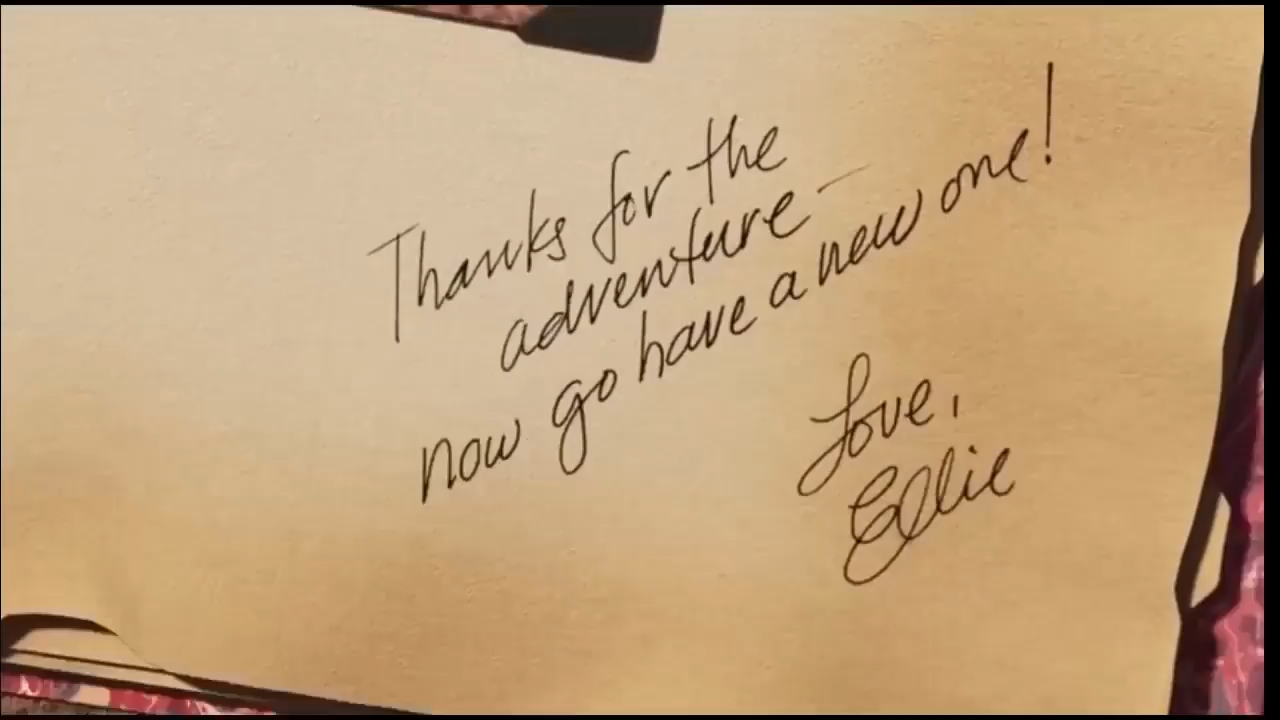 Thanks for the
adventure—
now go have a new one!
Love,
Ellie